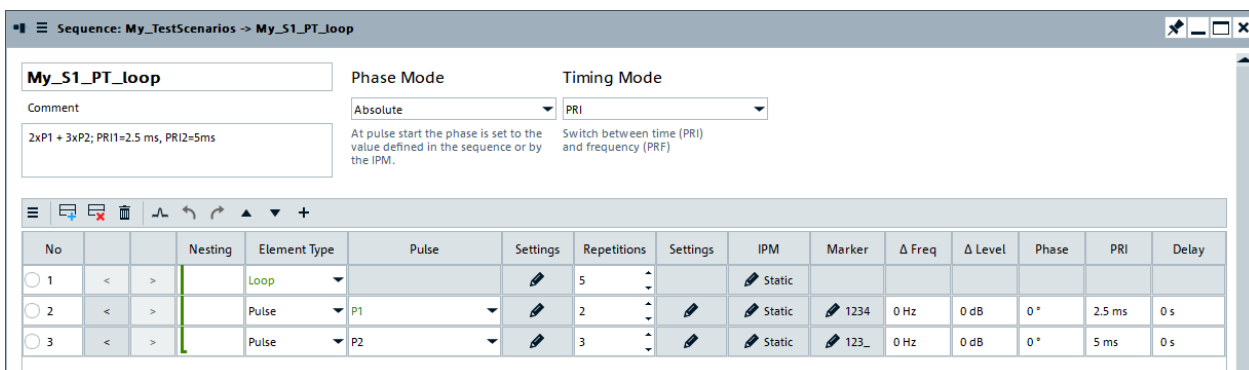 Sequence: My_TestScenarios -> My_S1_PT_loop
My_S1_PT_loop
Phase Mode
Timing Mode
Comment
Absolute
PRI
2xP1 + 3xP2; PRI1=2.5 ms, PRI2=5ms
At pulse start the phase is set to the
value defined in the sequence or by
the IPM.
Switch between time (PRI)
and frequency (PRF)
No < > Nesting Element Type Pulse Settings Repetitions Settings IPM Marker Δ Freq Δ Level Phase PRI Delay
1 < > Loop 5 Static
2 < > Pulse P1 2 Static 1234 0 Hz 0 dB 0 ° 2.5 ms 0 s
3 < > Pulse P2 3 Static 123_ 0 Hz 0 dB 0 ° 5 ms 0 s